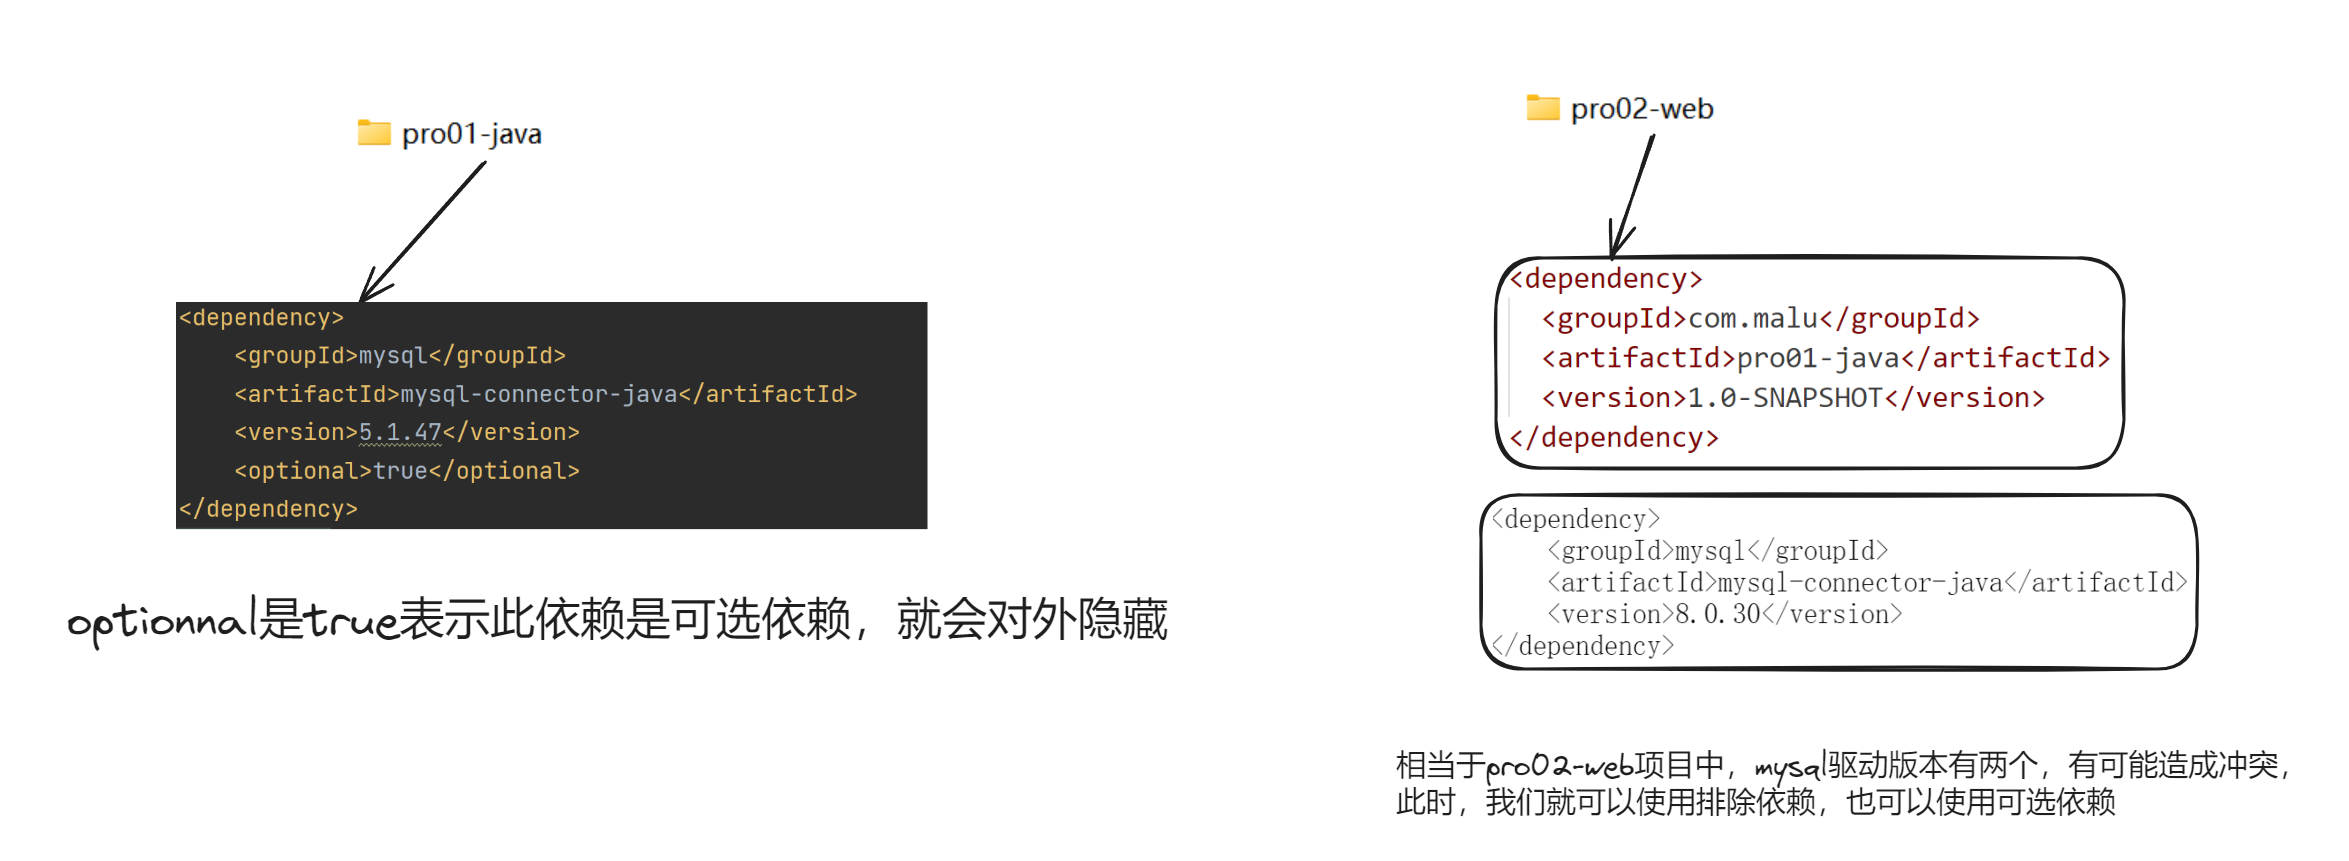 pro01-java
<dependency>
<groupId>mysql</groupId>
<artifactId>mysql-connector-java</artifactId>
<version>5.1.47</version>
<optional>true</optional>
</dependency>
optionnal是true表示此依赖是可选依赖，就会对外隐藏
pro02-web
<dependency>
<groupId>com.malu</groupId>
<artifactId>pro01-java</artifactId>
<version>1.0-SNAPSHOT</version>
</dependency>
<dependency>
<groupId>mysql</groupId>
<artifactId>mysql-connector-java</artifactId>
<version>8.0.30</version>
</dependency>
相当于pro02-web项目中，mysql驱动版本有两个，有可能造成冲突，
此时，我们就可以使用排除依赖，也可以使用可选依赖